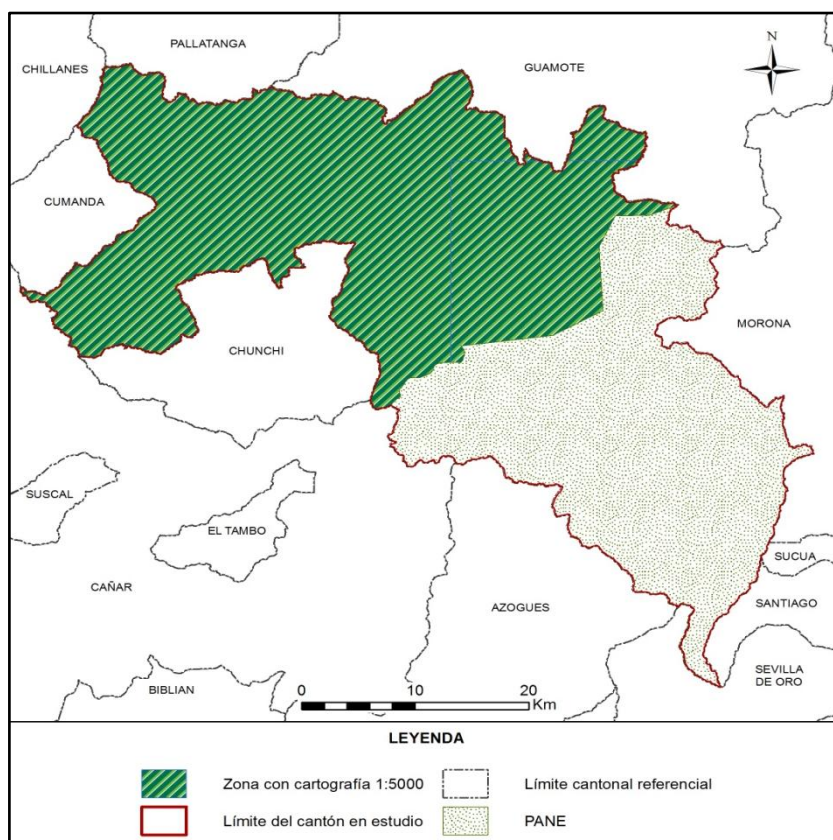 PALLATANGA
N
CHILLANES
GUAMOTE
CUMANDA
MORONA
CHUNCHI
SUSCAL
EL TAMBO
SUCUA
CAÑAR
AZOGUES
SANTIAGO
SEVILLA
DE ORO
BIBLIAN
0 10 20
Km
LEYENDA
Zona con cartografía 1:5000
Límite cantonal referencial
Límite del cantón en estudio
PANE